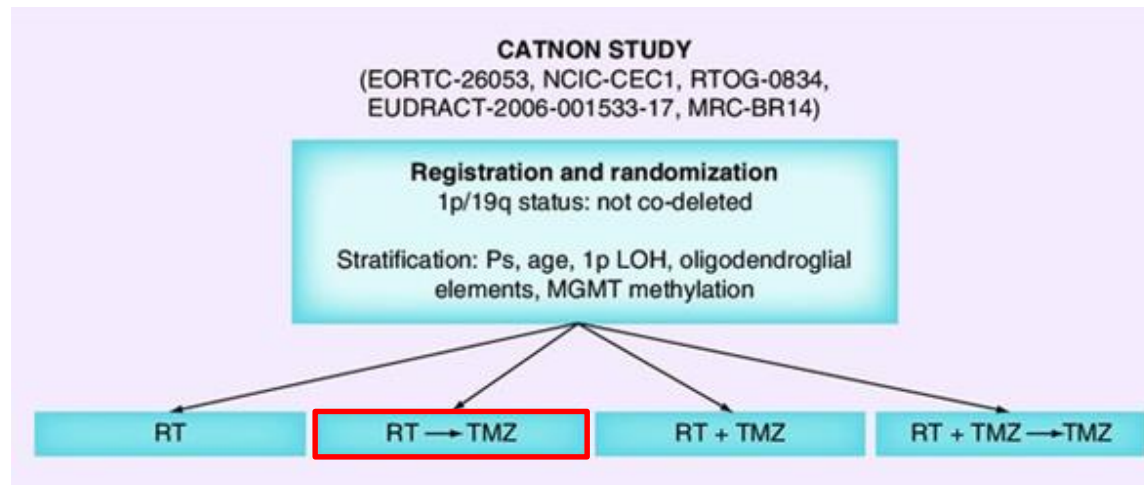 CATNON STUDY
(EORTC-26053, NCIC-CEC1, RTOG-0834,
EUDRACT-2006-001533-17, MRC-BR14)
Registration and randomization
1p/19q status: not co-deleted
Stratification: Ps, age, 1p LOH, oligodendroglial
elements, MGMT methylation
RT
RT → TMZ
RT + TMZ
RT + TMZ → TMZ